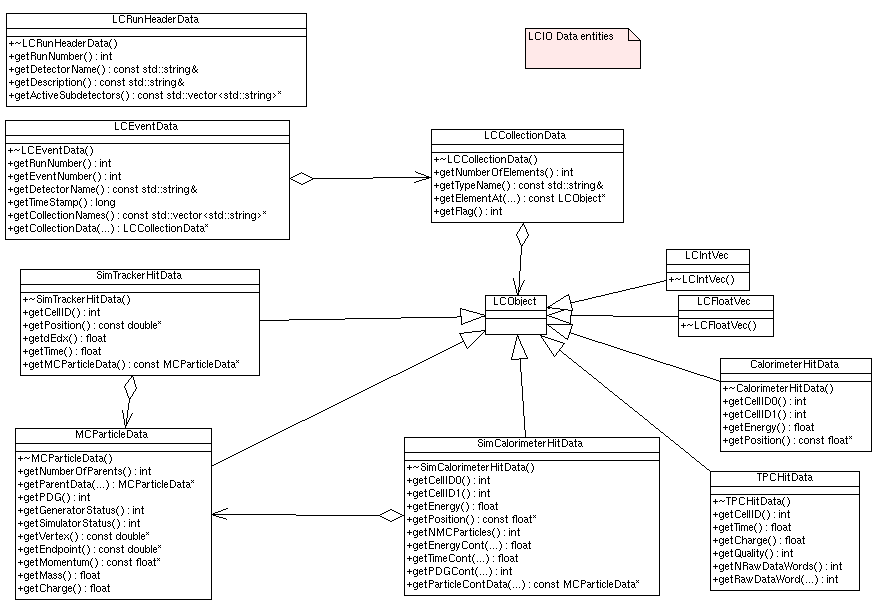 LCRunHeaderData
+~LCRunHeaderData()
+getRunNumber() : int
+getDetectorName() : const std::string&
+getDescription() : const std::string&
+getActiveSubdetectors() : const std::vector<std::string>*
LCIO Data entities
LCEventData
+~LCEventData()
+getRunNumber() : int
+getEventNumber() : int
+getDetectorName() : const std::string&
+getTimeStamp() : long
+getCollectionNames() : const std::vector<std::string>*
+getCollectionData(...) : LCCollectionData*
LCCollectionData
+~LCCollectionData()
+getNumberOfElements() : int
+getTypeName() : const std::string&
+getElementAt(...) : const LCObject*
+getFlag() : int
SimTrackerHitData
+~SimTrackerHitData()
+getCellID() : int
+getPosition() : const double*
+getdEdx() : float
+getTime() : float
+getMCParticleData() : const MCParticleData*
LCObject
LCIntVec
+~LCIntVec()
LCFloatVec
+~LCFloatVec()
CalorimeterHitData
+~CalorimeterHitData()
+getCellID0() : int
+getCellID1() : int
+getEnergy() : float
+getPosition() : const float*
MCParticleData
+~MCParticleData()
+getNumberOfParents() : int
+getParentData(...) : MCParticleData*
+getPDG() : int
+getGeneratorStatus() : int
+getSimulatorStatus() : int
+getVertex() : const double*
+getEndpoint() : const double*
+getMomentum() : const float*
+getMass() : float
+getCharge() : float
SimCalorimeterHitData
+~SimCalorimeterHitData()
+getCellID0() : int
+getCellID1() : int
+getEnergy() : float
+getPosition() : const float*
+getNMCParticles() : int
+getEnergyCont(...) : float
+getTimeCont(...) : float
+getPDGCont(...) : int
+getParticleContData(...) : const MCParticleData*
TPCHitData
+~TPCHitData()
+getCellID() : int
+getTime() : float
+getCharge() : float
+getQuality() : int
+getNRawDataWords() : int
+getRawDataWord(...) : int